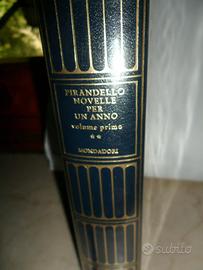 PIRANDELLO
NOVELLE
PER
UN ANNO
volume primo
**
MONDADORI
subito